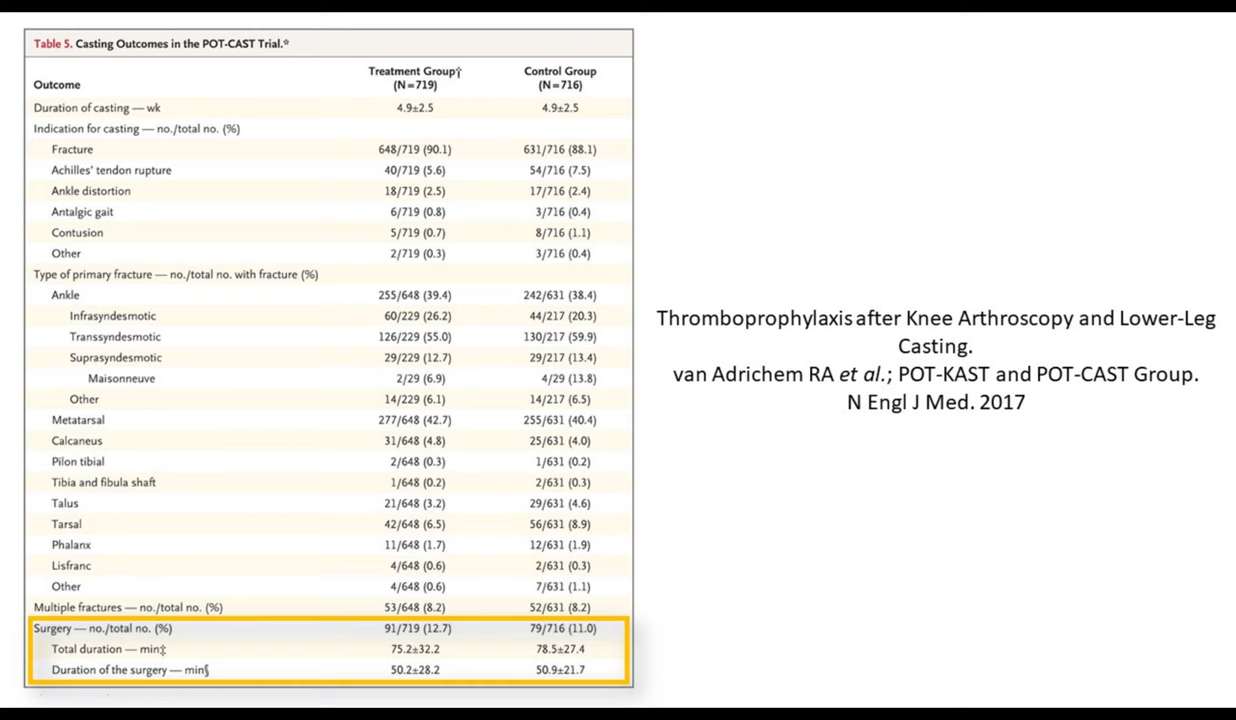 Table 5. Casting Outcomes in the POT-CAST Trial.*
Outcome Treatment Group† (N=719) Control Group (N=716)
Duration of casting — wk 4.9±2.5 4.9±2.5
Indication for casting — no./total no. (%)
Fracture 648/719 (90.1) 631/716 (88.1)
Achilles' tendon rupture 40/719 (5.6) 54/716 (7.5)
Ankle distortion 18/719 (2.5) 17/716 (2.4)
Antalgic gait 6/719 (0.8) 3/716 (0.4)
Contusion 5/719 (0.7) 8/716 (1.1)
Other 2/719 (0.3) 3/716 (0.4)
Type of primary fracture — no./total no. with fracture (%)
Ankle 255/648 (39.4) 242/631 (38.4)
Infrasyndesmotic 60/229 (26.2) 44/217 (20.3)
Transsyndesmotic 126/229 (55.0) 130/217 (59.9)
Suprasyndesmotic 29/229 (12.7) 29/217 (13.4)
Maisonneuve 2/29 (6.9) 4/29 (13.8)
Other 14/229 (6.1) 14/217 (6.5)
Metatarsal 277/648 (42.7) 255/631 (40.4)
Calcaneus 31/648 (4.8) 25/631 (4.0)
Pilon tibial 2/648 (0.3) 1/631 (0.2)
Tibia and fibula shaft 1/648 (0.2) 2/631 (0.3)
Talus 21/648 (3.2) 29/631 (4.6)
Tarsal 42/648 (6.5) 56/631 (8.9)
Phalanx 11/648 (1.7) 12/631 (1.9)
Lisfranc 4/648 (0.6) 2/631 (0.3)
Other 4/648 (0.6) 7/631 (1.1)
Multiple fractures — no./total no. (%) 53/648 (8.2) 52/631 (8.2)
Surgery — no./total no. (%) 91/719 (12.7) 79/716 (11.0)
Total duration — min‡ 75.2±32.2 78.5±27.4
Duration of the surgery — min§ 50.2±28.2 50.9±21.7
Thromboprophylaxis after Knee Arthroscopy and Lower-Leg
Casting.
van Adrichem RA et al.; POT-KAST and POT-CAST Group.
N Engl J Med. 2017